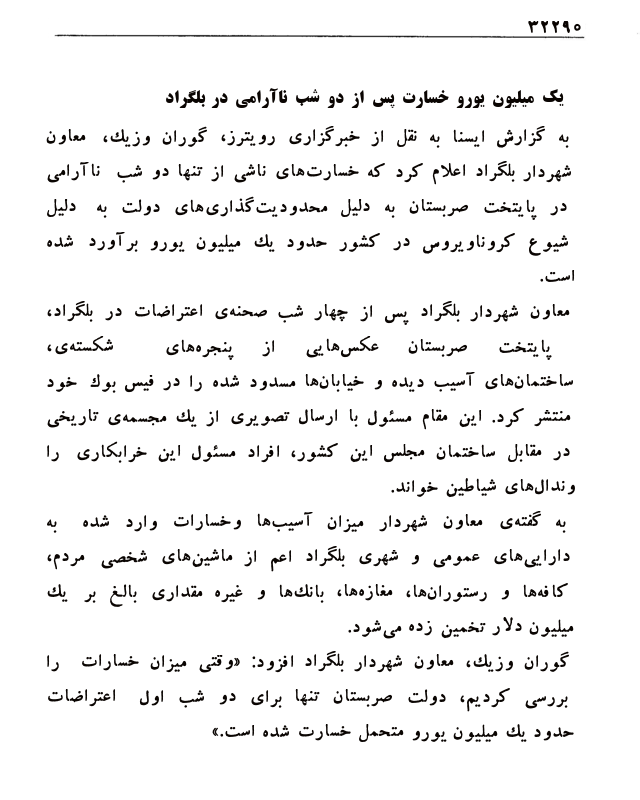 ۳۲۲۹۰
یک میلیون یورو خسارت پس از دو شب ناآرامی در بلگراد
به گزارش ایسنا به نقل از خبرگزاری رویترز، گوران وزیك، معاون
شهردار بلگراد اعلام کرد که خسارت‌های ناشی از تنها دو شب ناآرامی
در پایتخت صربستان به دلیل محدودیت‌گذاری‌های دولت به دلیل
شیوع کروناویروس در کشور حدود یك میلیون یورو برآورد شده
است.
معاون شهردار بلگراد پس از چهار شب صحنه‌ی اعتراضات در بلگراد،
پایتخت صربستان عکس‌هایی از پنجره‌های شکسته‌ی،
ساختمان‌های آسیب دیده و خیابان‌ها مسدود شده را در فیس بوك خود
منتشر کرد. این مقام مسئول با ارسال تصویری از یك مجسمه‌ی تاریخی
در مقابل ساختمان مجلس این کشور، افراد مسئول این خرابکاری را
وندال‌های شیاطین خواند.
به گفته‌ی معاون شهردار میزان آسیب‌ها وخسارات وارد شده به
دارایی‌های عمومی و شهری بلگراد اعم از ماشین‌های شخصی مردم،
کافه‌ها و رستوران‌ها، مغازه‌ها، بانك‌ها و غیره مقداری بالغ بر یك
میلیون دلار تخمین زده می‌شود.
گوران وزیك، معاون شهردار بلگراد افزود: «وقتی میزان خسارات را
بررسی کردیم، دولت صربستان تنها برای دو شب اول اعتراضات
حدود یك میلیون یورو متحمل خسارت شده است.»